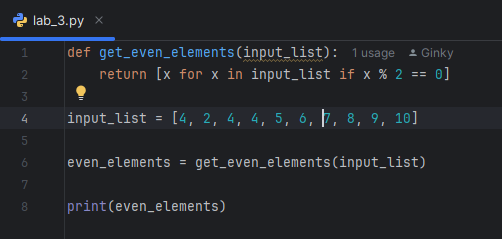 lab_3.py ×
1 def get_even_elements(input_list): 1 usage Ginky
2 return [x for x in input_list if x % 2 == 0]
3
4 input_list = [4, 2, 4, 4, 5, 6, 7, 8, 9, 10]
5
6 even_elements = get_even_elements(input_list)
7
8 print(even_elements)